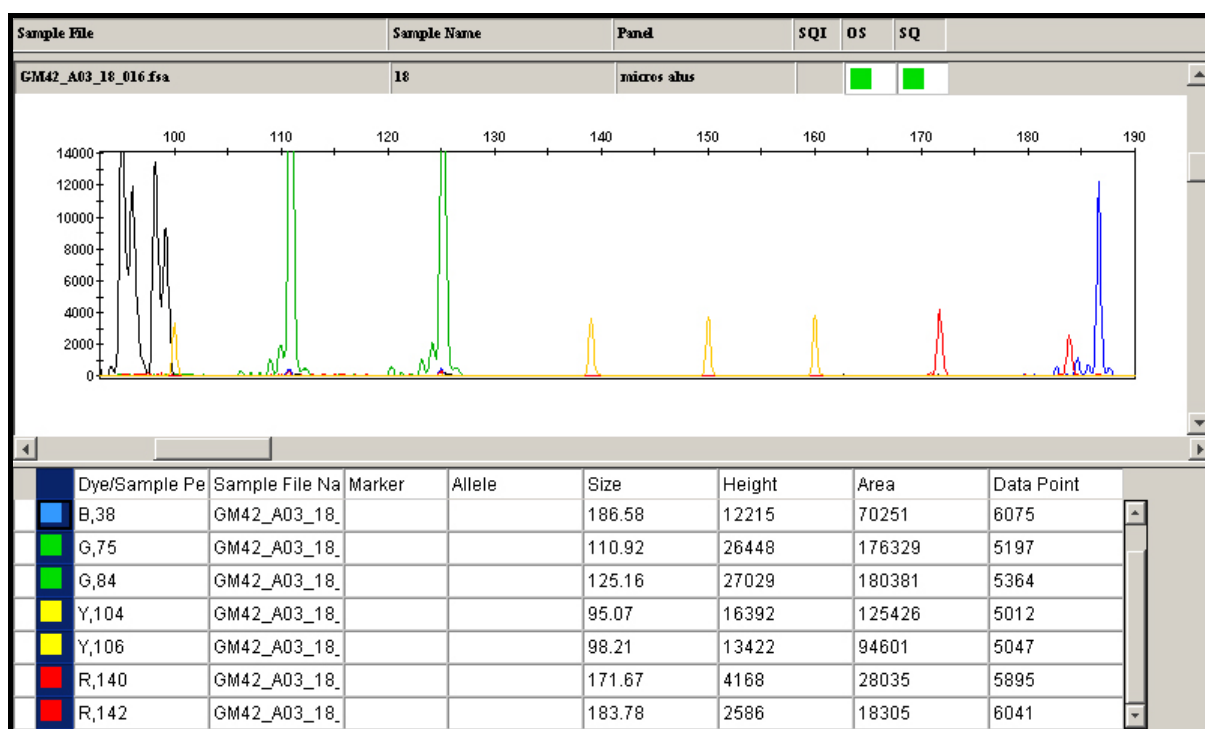 Sample File Sample Name Panel SQI OS SQ
GM42_A03_18_016.fsa 18 micros alus
100 110 120 130 140 150 160 170 180 190
14000
12000
10000
8000
6000
4000
2000
0
Dye/Sample Pe Sample File Na Marker Allele Size Height Area Data Point
B,38 GM42_A03_18_ 186.58 12215 70251 6075
G,75 GM42_A03_18_ 110.92 26448 176329 5197
G,84 GM42_A03_18_ 125.16 27029 180381 5364
Y,104 GM42_A03_18_ 95.07 16392 125426 5012
Y,106 GM42_A03_18_ 98.21 13422 94601 5047
R,140 GM42_A03_18_ 171.67 4168 28035 5895
R,142 GM42_A03_18_ 183.78 2586 18305 6041